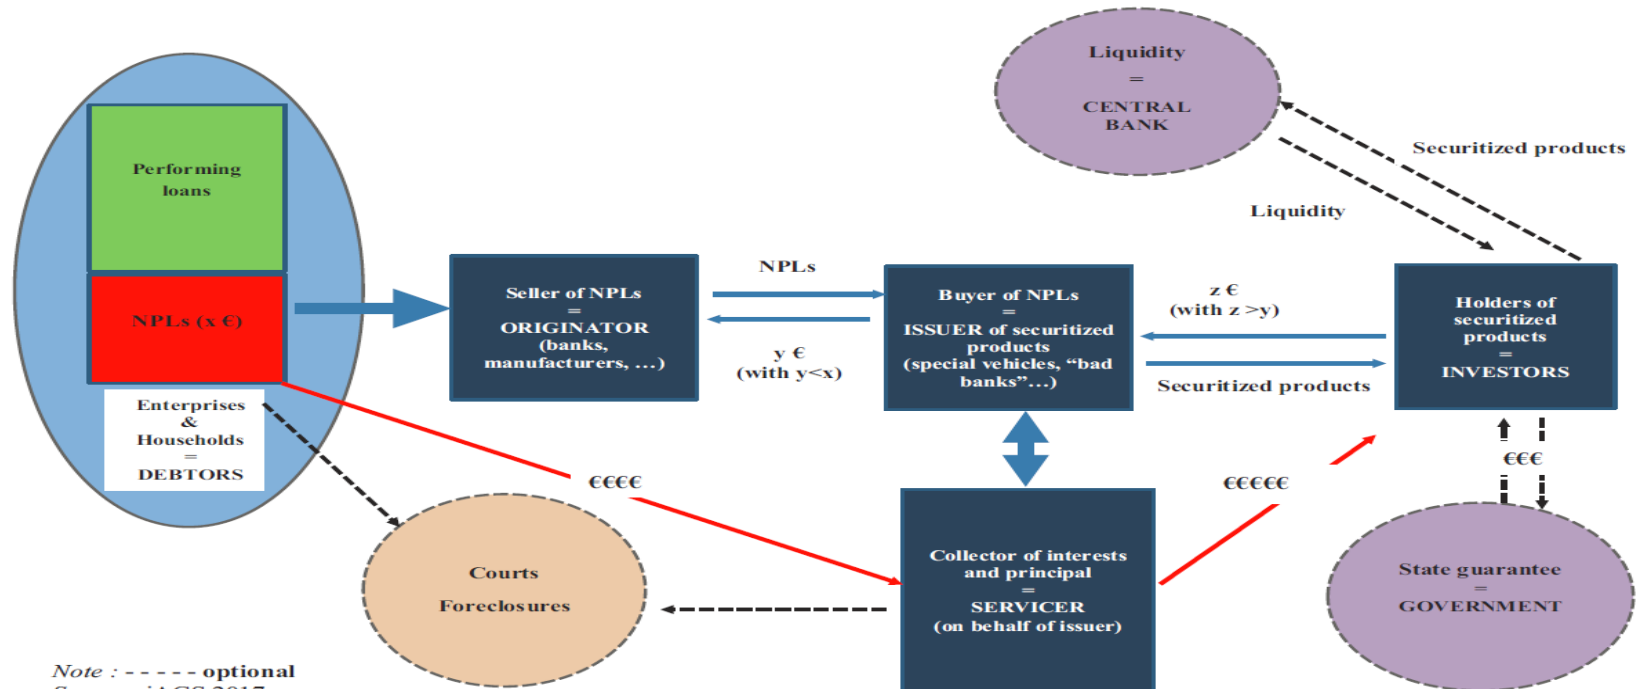 Performing
loans
NPLs (x €)
Enterprises
&
Households
=
DEBTORS
Seller of NPLs
=
ORIGINATOR
(banks,
manufacturers, …)
NPLs
y €
(with y<x)
Buyer of NPLs
=
ISSUER of securitized
products
(special vehicles, “bad
banks”…)
z €
(with z >y)
Securitized products
Holders of
securitized
products
=
INVESTORS
Liquidity
=
CENTRAL
BANK
Securitized products
Liquidity
€€€€
€€€€€
€€€
Courts
Foreclosures
Collector of interests
and principal
=
SERVICER
(on behalf of issuer)
State guarantee
=
GOVERNMENT
Note : - - - - - optional
iAGS 2017